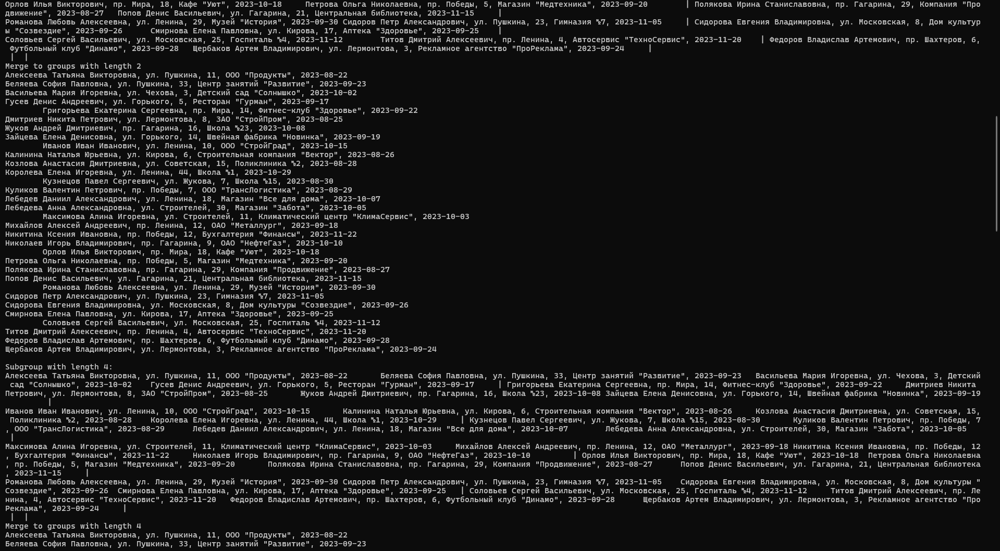 Орлов Илья Викторович, пр. Мира, 18, Кафе "Уют", 2023-10-18     Петрова Ольга Николаевна, пр. Победы, 5, Магазин "Медтехника", 2023-09-20        | Полякова Ирина Станиславовна, пр. Гагарина, 29, Компания "Про
движение", 2023-08-27   Попов Денис Васильевич, ул. Гагарина, 21, Центральная библиотека, 2023-11-15     |
Романова Любовь Алексеевна, ул. Ленина, 29, Музей "История", 2023-09-30 Сидоров Петр Александрович, ул. Пушкина, 23, Гимназия №7, 2023-11-05     | Сидорова Евгения Владимировна, ул. Московская, 8, Дом культур
ы "Созвездие", 2023-09-26      Смирнова Елена Павловна, ул. Кирова, 17, Аптека "Здоровье", 2023-09-25    |
Соловьев Сергей Васильевич, ул. Московская, 25, Госпиталь №4, 2023-11-12        Титов Дмитрий Алексеевич, пр. Ленина, 4, Автосервис "ТехноСервис", 2023-11-20    | Федоров Владислав Артемович, пр. Шахтеров, 6,
 Футбольный клуб "Динамо", 2023-09-28   Щербаков Артем Владимирович, ул. Лермонтова, 3, Рекламное агентство "ПроРеклама", 2023-09-24     |
 |  |
Merge to groups with length 2
Алексеева Татьяна Викторовна, ул. Пушкина, 11, ООО "Продукты", 2023-08-22
Беляева София Павловна, ул. Пушкина, 33, Центр занятий "Развитие", 2023-09-23
Васильева Мария Игоревна, ул. Чехова, 3, Детский сад "Солнышко", 2023-10-02
Гусев Денис Андреевич, ул. Горького, 5, Ресторан "Гурман", 2023-09-17
        Григорьева Екатерина Сергеевна, пр. Мира, 14, Фитнес-клуб "Здоровье", 2023-09-22
Дмитриев Никита Петрович, ул. Лермонтова, 8, ЗАО "СтройПром", 2023-08-25
Жуков Андрей Дмитриевич, пр. Гагарина, 16, Школа №23, 2023-10-08
Зайцева Елена Денисовна, ул. Горького, 14, Швейная фабрика "Новинка", 2023-09-19
        Иванов Иван Иванович, ул. Ленина, 10, ООО "СтройГрад", 2023-10-15
Калинина Наталья Юрьевна, ул. Кирова, 6, Строительная компания "Вектор", 2023-08-26
Козлова Анастасия Дмитриевна, ул. Советская, 15, Поликлиника №2, 2023-08-28
Королева Елена Игоревна, ул. Ленина, 44, Школа №1, 2023-10-29
        Кузнецов Павел Сергеевич, ул. Жукова, 7, Школа №15, 2023-08-30
Куликов Валентин Петрович, пр. Победы, 7, ООО "ТрансЛогистика", 2023-08-29
Лебедев Даниил Александрович, ул. Ленина, 18, Магазин "Все для дома", 2023-10-07
Лебедева Анна Александровна, ул. Строителей, 30, Магазин "Забота", 2023-10-05
        Максимова Алина Игоревна, ул. Строителей, 11, Климатический центр "КлимаСервис", 2023-10-03
Михайлов Алексей Андреевич, пр. Ленина, 12, ОАО "Металлург", 2023-09-18
Никитина Ксения Ивановна, пр. Победы, 12, Бухгалтерия "Финансы", 2023-11-22
Николаев Игорь Владимирович, пр. Гагарина, 9, ОАО "НефтеГаз", 2023-10-10
        Орлов Илья Викторович, пр. Мира, 18, Кафе "Уют", 2023-10-18
Петрова Ольга Николаевна, пр. Победы, 5, Магазин "Медтехника", 2023-09-20
Полякова Ирина Станиславовна, пр. Гагарина, 29, Компания "Продвижение", 2023-08-27
Попов Денис Васильевич, ул. Гагарина, 21, Центральная библиотека, 2023-11-15
        Романова Любовь Алексеевна, ул. Ленина, 29, Музей "История", 2023-09-30
Сидоров Петр Александрович, ул. Пушкина, 23, Гимназия №7, 2023-11-05
Сидорова Евгения Владимировна, ул. Московская, 8, Дом культуры "Созвездие", 2023-09-26
Смирнова Елена Павловна, ул. Кирова, 17, Аптека "Здоровье", 2023-09-25
        Соловьев Сергей Васильевич, ул. Московская, 25, Госпиталь №4, 2023-11-12
Титов Дмитрий Алексеевич, пр. Ленина, 4, Автосервис "ТехноСервис", 2023-11-20
Федоров Владислав Артемович, пр. Шахтеров, 6, Футбольный клуб "Динамо", 2023-09-28
Щербаков Артем Владимирович, ул. Лермонтова, 3, Рекламное агентство "ПроРеклама", 2023-09-24

Subgroup with length 4:
Алексеева Татьяна Викторовна, ул. Пушкина, 11, ООО "Продукты", 2023-08-22       Беляева София Павловна, ул. Пушкина, 33, Центр занятий "Развитие", 2023-09-23   Васильева Мария Игоревна, ул. Чехова, 3, Детский
 сад "Солнышко", 2023-10-02    Гусев Денис Андреевич, ул. Горького, 5, Ресторан "Гурман", 2023-09-17     | Григорьева Екатерина Сергеевна, пр. Мира, 14, Фитнес-клуб "Здоровье", 2023-09-22     Дмитриев Никита
Петрович, ул. Лермонтова, 8, ЗАО "СтройПром", 2023-08-25       Жуков Андрей Дмитриевич, пр. Гагарина, 16, Школа №23, 2023-10-08 Зайцева Елена Денисовна, ул. Горького, 14, Швейная фабрика "Новинка", 2023-09-19
         |
Иванов Иван Иванович, ул. Ленина, 10, ООО "СтройГрад", 2023-10-15       Калинина Наталья Юрьевна, ул. Кирова, 6, Строительная компания "Вектор", 2023-08-26     Козлова Анастасия Дмитриевна, ул. Советская, 15,
 Поликлиника №2, 2023-08-28    Королева Елена Игоревна, ул. Ленина, 44, Школа №1, 2023-10-29     | Кузнецов Павел Сергеевич, ул. Жукова, 7, Школа №15, 2023-08-30       Куликов Валентин Петрович, пр. Победы, 7
, ООО "ТрансЛогистика", 2023-08-29      Лебедев Даниил Александрович, ул. Ленина, 18, Магазин "Все для дома", 2023-10-07        Лебедева Анна Александровна, ул. Строителей, 30, Магазин "Забота", 2023-10-05
 |
Максимова Алина Игоревна, ул. Строителей, 11, Климатический центр "КлимаСервис", 2023-10-03     Михайлов Алексей Андреевич, пр. Ленина, 12, ОАО "Металлург", 2023-09-18 Никитина Ксения Ивановна, пр. Победы, 12
, Бухгалтерия "Финансы", 2023-11-22     Николаев Игорь Владимирович, пр. Гагарина, 9, ОАО "НефтеГаз", 2023-10-10         | Орлов Илья Викторович, пр. Мира, 18, Кафе "Уют", 2023-10-18  Петрова Ольга Николаевна
, пр. Победы, 5, Магазин "Медтехника", 2023-09-20       Полякова Ирина Станиславовна, пр. Гагарина, 29, Компания "Продвижение", 2023-08-27      Попов Денис Васильевич, ул. Гагарина, 21, Центральная библиотека
, 2023-11-15     |
Романова Любовь Алексеевна, ул. Ленина, 29, Музей "История", 2023-09-30 Сидоров Петр Александрович, ул. Пушкина, 23, Гимназия №7, 2023-11-05    Сидорова Евгения Владимировна, ул. Московская, 8, Дом культуры "
Созвездие", 2023-09-26  Смирнова Елена Павловна, ул. Кирова, 17, Аптека "Здоровье", 2023-09-25   | Соловьев Сергей Васильевич, ул. Московская, 25, Госпиталь №4, 2023-11-12     Титов Дмитрий Алексеевич, пр. Ле
нина, 4, Автосервис "ТехноСервис", 2023-11-20   Федоров Владислав Артемович, пр. Шахтеров, 6, Футбольный клуб "Динамо", 2023-09-28      Щербаков Артем Владимирович, ул. Лермонтова, 3, Рекламное агентство "Про
Реклама", 2023-09-24     |
 |  |
Merge to groups with length 4
Алексеева Татьяна Викторовна, ул. Пушкина, 11, ООО "Продукты", 2023-08-22
Беляева София Павловна, ул. Пушкина, 33, Центр занятий "Развитие", 2023-09-23